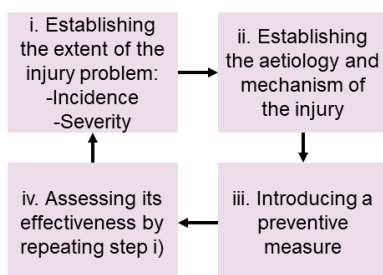 i. Establishing
the extent of the
injury problem:
-Incidence
-Severity
ii. Establishing
the aetiology and
mechanism of
the injury
iii. Introducing a
preventive
measure
iv. Assessing its
effectiveness by
repeating step i)